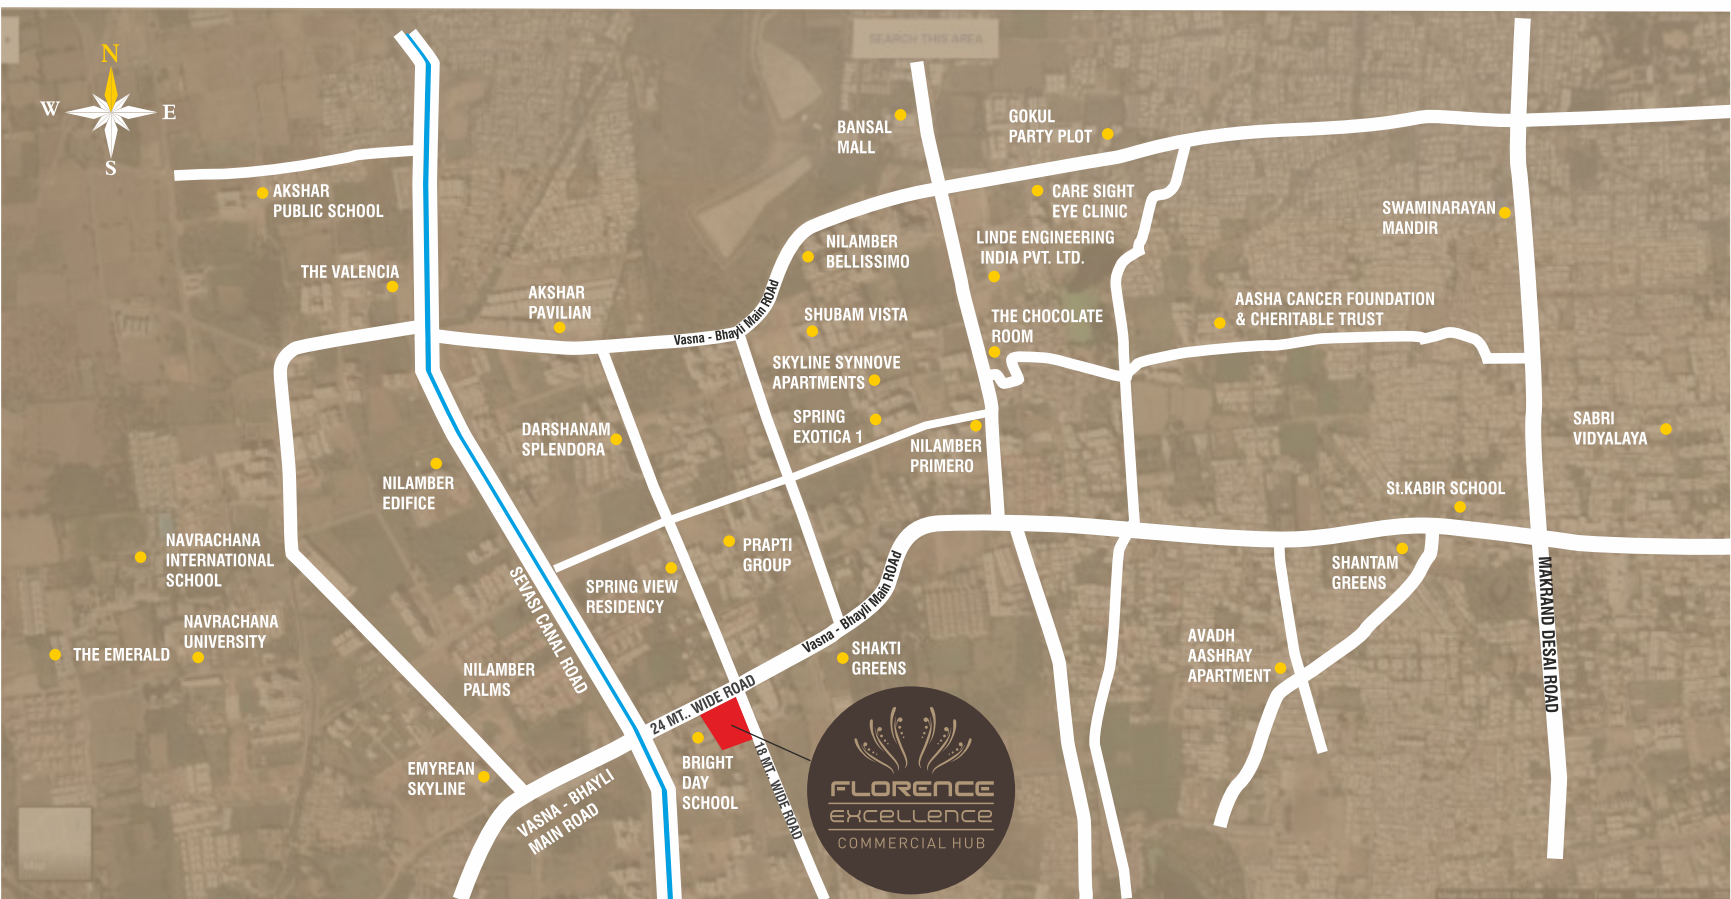 SEARCH THIS AREA
N
W
E
S
BANSAL
MALL
GOKUL
PARTY PLOT
AKSHAR
PUBLIC SCHOOL
CARE SIGHT
EYE CLINIC
SWAMINARAYAN
MANDIR
LINDE ENGINEERING
INDIA PVT. LTD.
NILAMBER
BELLISSIMO
THE VALENCIA
AKSHAR
PAVILIAN
Vasna - Bhayli Main ROAd
SHUBAM VISTA
THE CHOCOLATE
ROOM
AASHA CANCER FOUNDATION
& CHERITABLE TRUST
SKYLINE SYNNOVE
APARTMENTS
SPRING
EXOTICA 1
DARSHANAM
SPLENDORA
NILAMBER
PRIMERO
SABRI
VIDYALAYA
NILAMBER
EDIFICE
St.KABIR SCHOOL
NAVRACHANA
INTERNATIONAL
SCHOOL
PRAPTI
GROUP
SPRING VIEW
RESIDENCY
SHANTAM
GREENS
SEVASI CANAL ROAD
Vasna - Bhayli Main ROAd
MAKRAND DESAI ROAD
NAVRACHANA
UNIVERSITY
THE EMERALD
NILAMBER
PALMS
SHAKTI
GREENS
AVADH
AASHRAY
APARTMENT
24 MT.. WIDE ROAD
18 MT. WIDE ROAD
EMYREAN
SKYLINE
BRIGHT
DAY
SCHOOL
VASNA - BHAYLI
MAIN ROAD
FLORENCE
EXCELLENCE
COMMERCIAL HUB